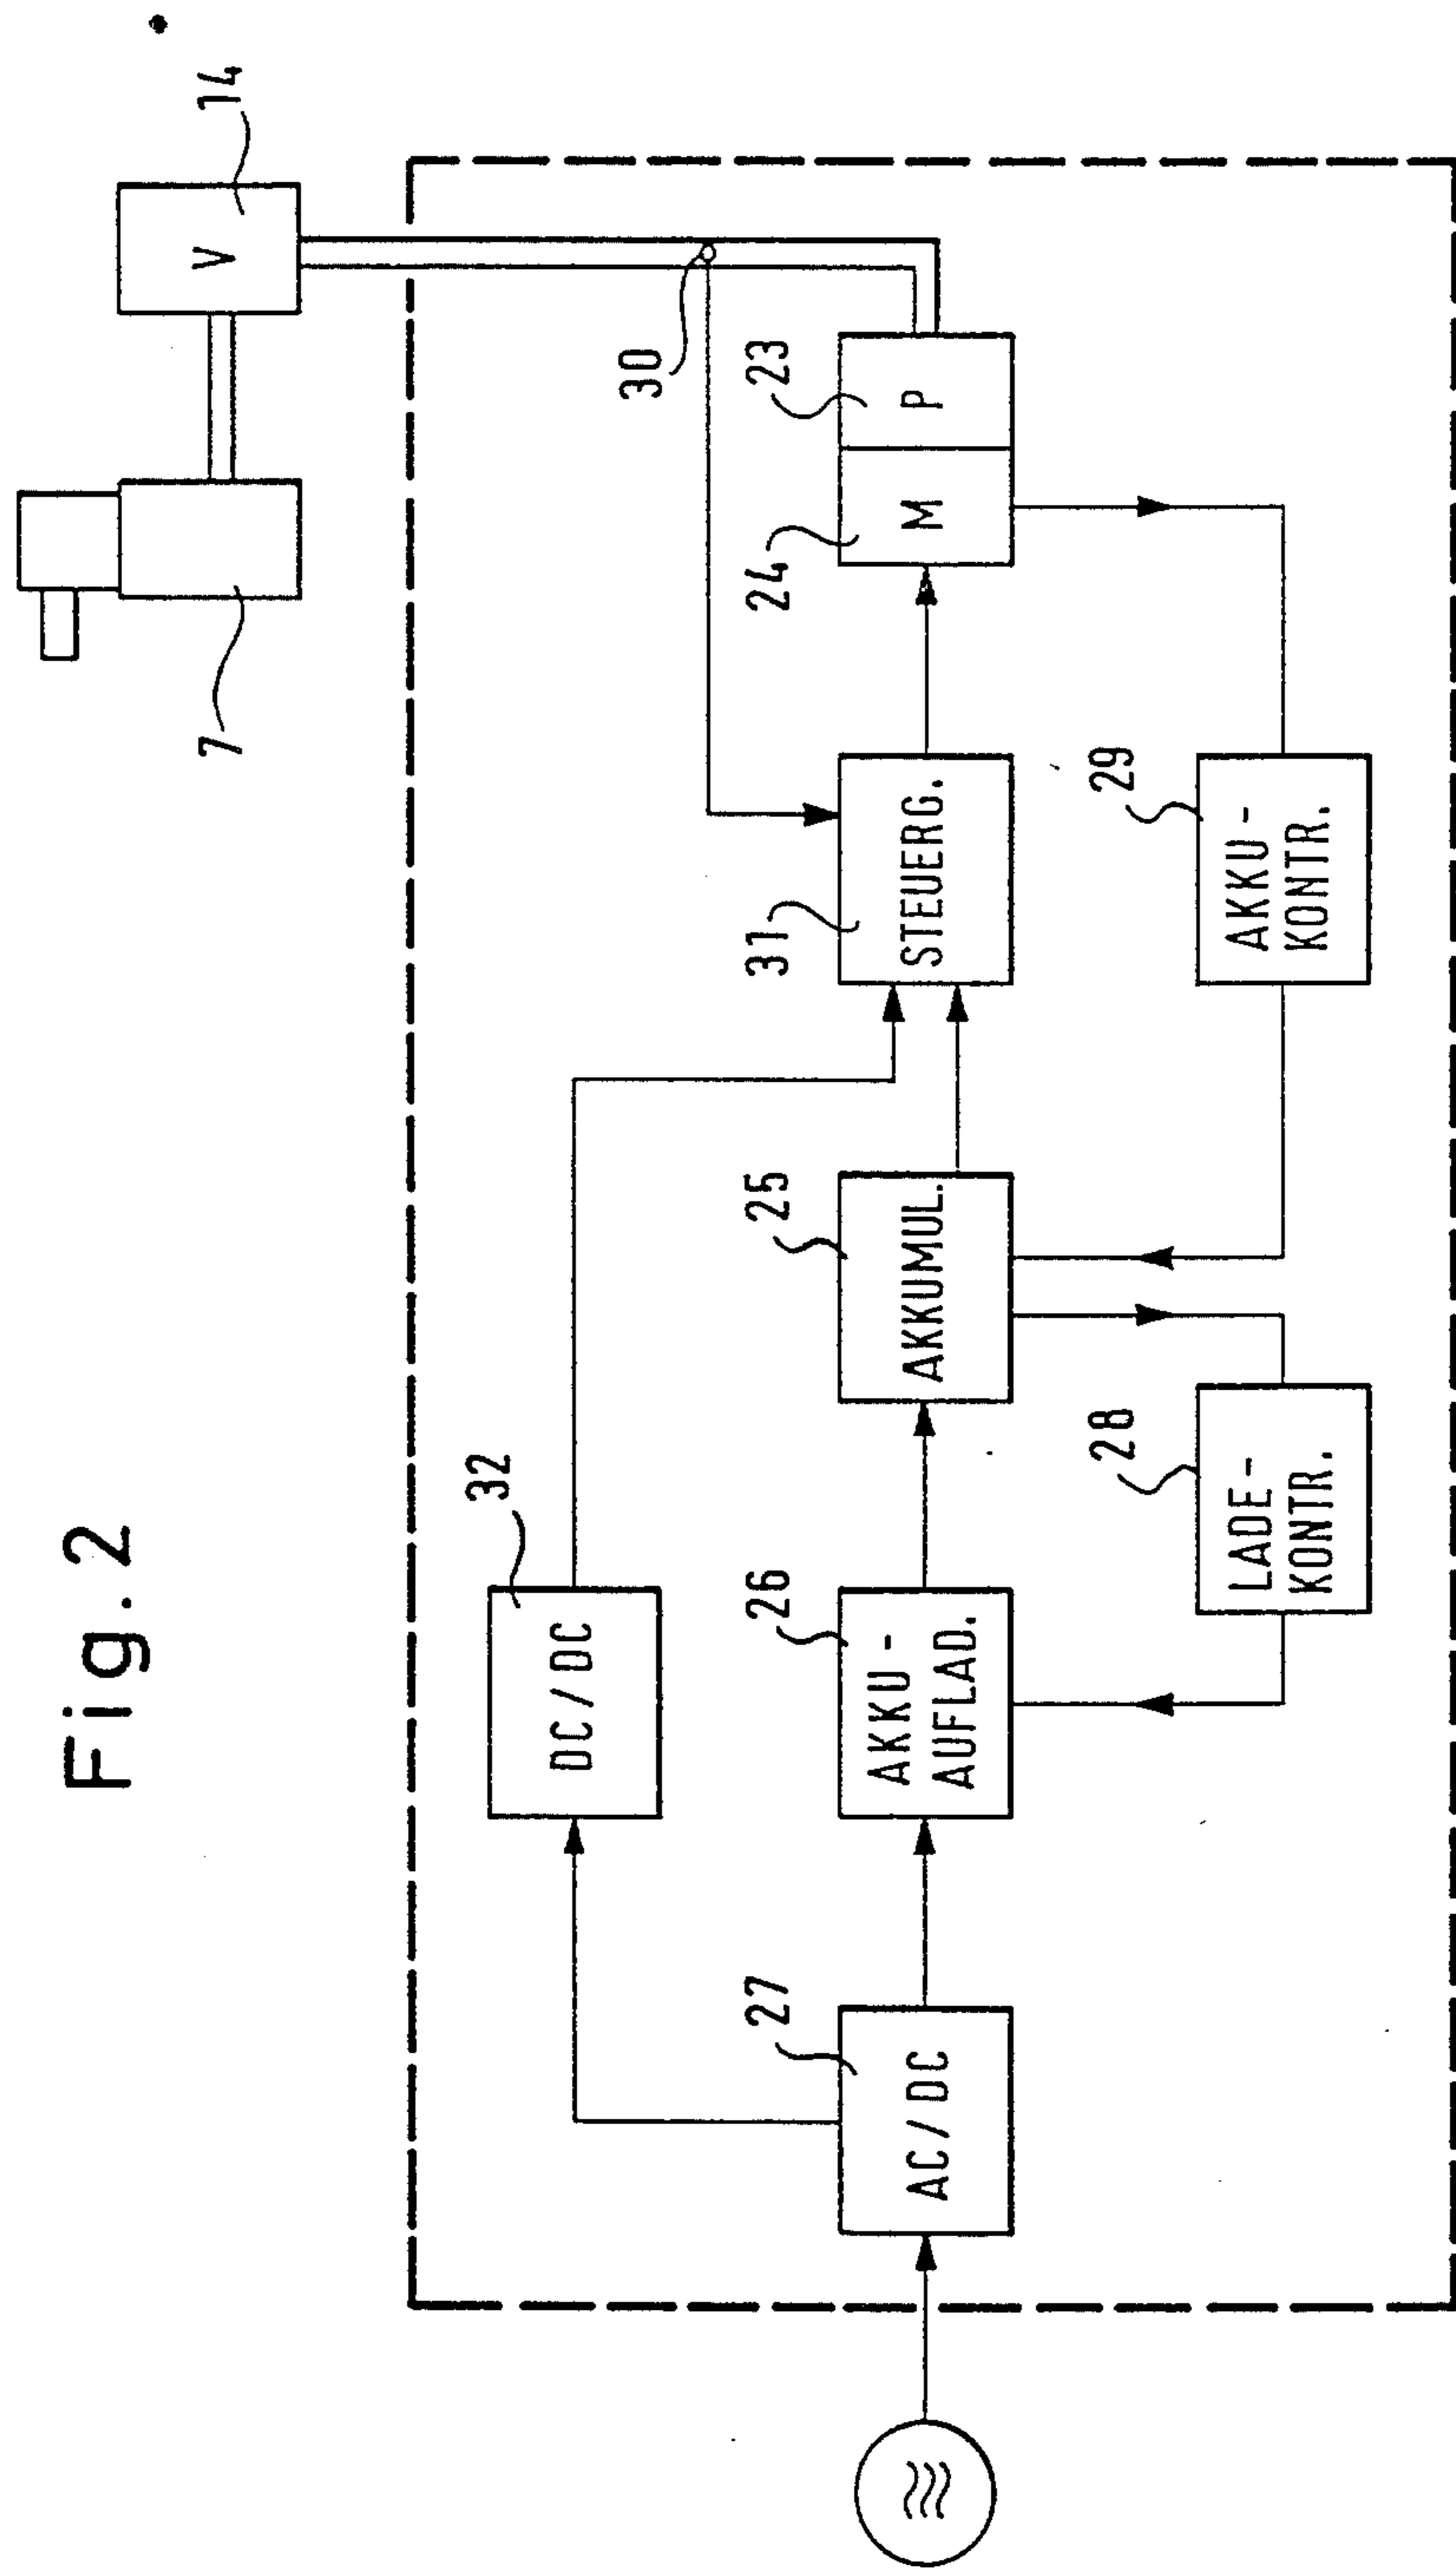 Fig. 2
7
14
V
30
32
DC/DC
27
AC/DC
26
AKKU-
AUFLAD.
25
AKKUMUL.
31
STEUERG.
24
M
23
P
28
LADE-
KONTR.
29
AKKU-
KONTR.